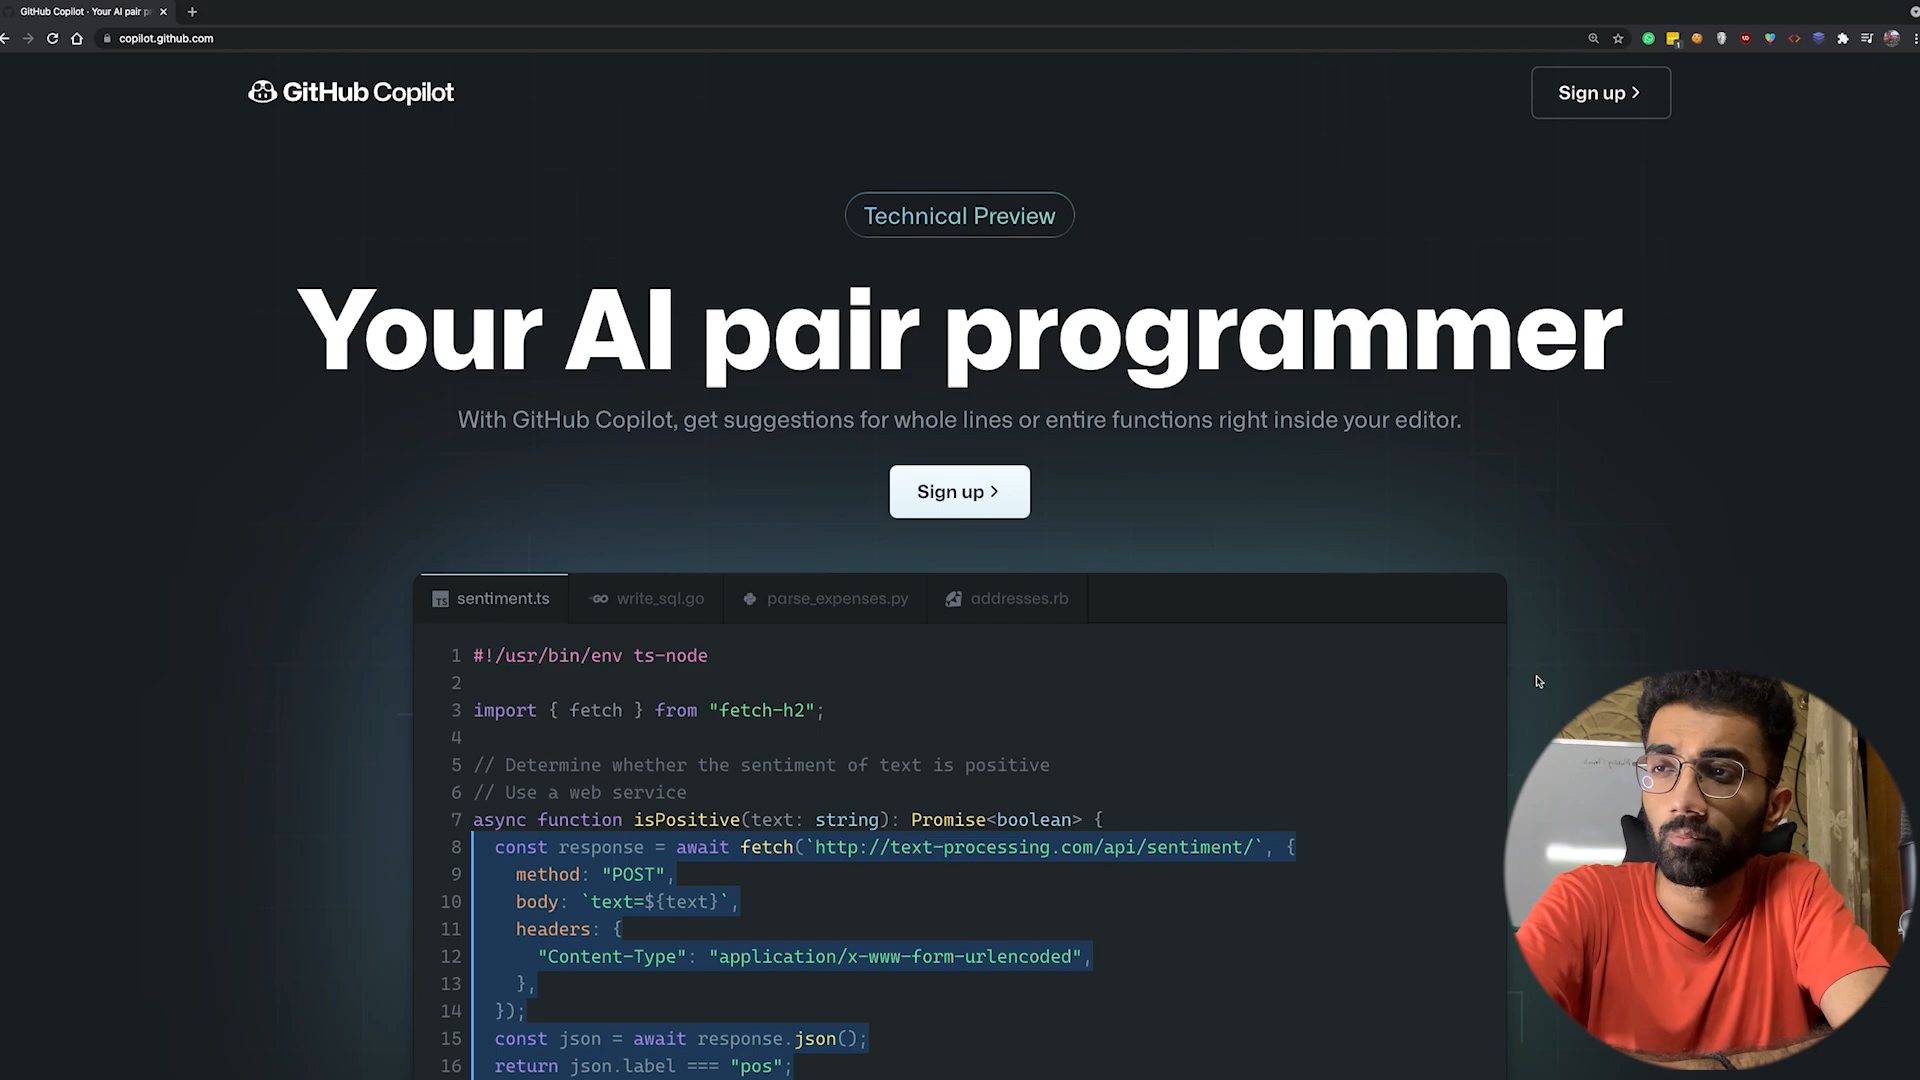 GitHub Copilot · Your AI pair pr
copilot.github.com
1
GitHub Copilot
Sign up
Technical Preview
Your AI pair programmer
With GitHub Copilot, get suggestions for whole lines or entire functions right inside your editor.
Sign up
TS sentiment.ts
GO write_sql.go
parse_expenses.py
addresses.rb
1 #!/usr/bin/env ts-node
2
3 import { fetch } from "fetch-h2";
4
5 // Determine whether the sentiment of text is positive
6 // Use a web service
7 async function isPositive(text: string): Promise<boolean> {
8 const response = await fetch(`http://text-processing.com/api/sentiment/`, {
9 method: "POST",
10 body: `text=${text}`,
11 headers: {
12 "Content-Type": "application/x-www-form-urlencoded",
13 },
14 });
15 const json = await response.json();
16 return json.label === "pos";